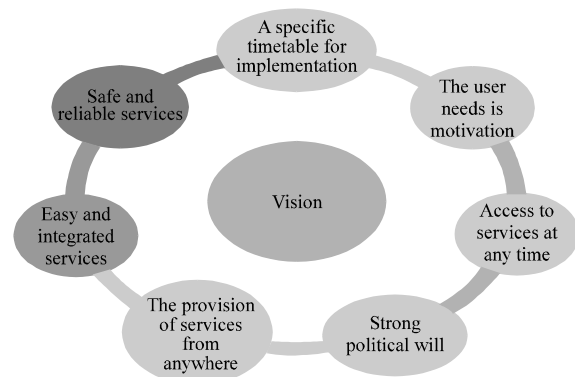 A specific
timetable for
implementation
The user
needs is
motivation
Access to
services at
any time
Strong
political will
The provision
of services
from
anywhere
Easy and
integrated
services
Safe and
reliable services
Vision